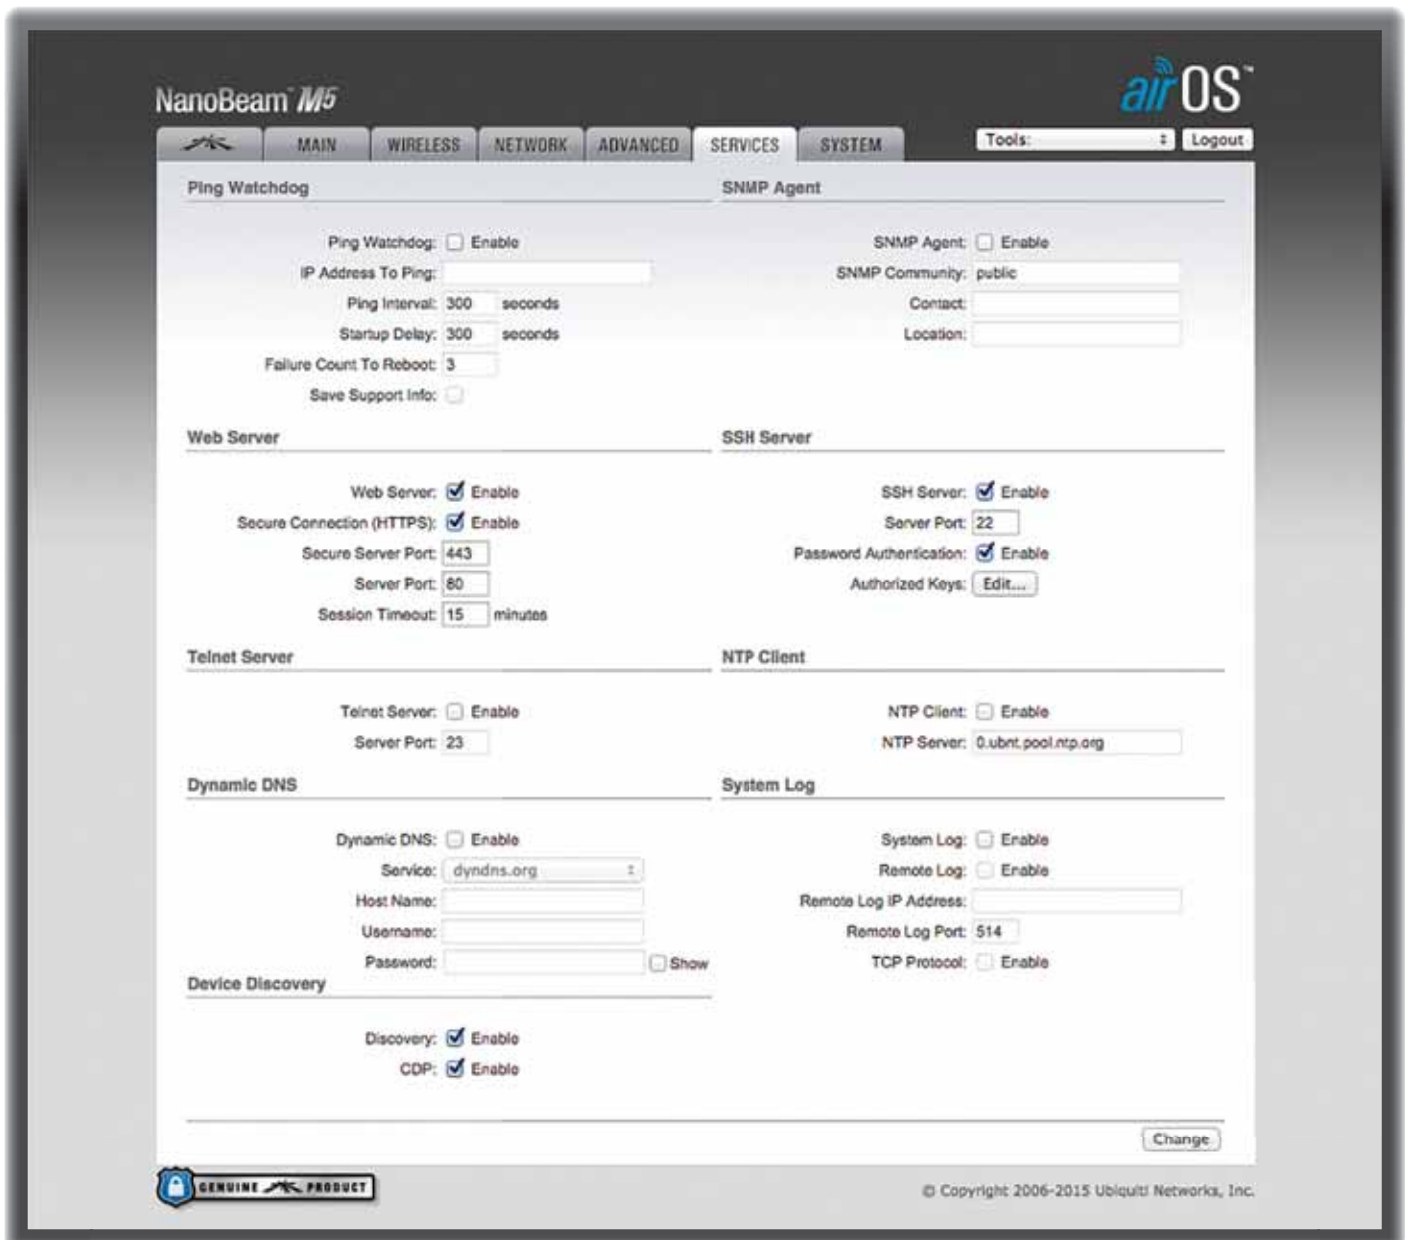 NanoBeam™ M5
airOS™
MAIN WIRELESS NETWORK ADVANCED SERVICES SYSTEM Tools: Logout
Ping Watchdog
Ping Watchdog: Enable
IP Address To Ping:
Ping Interval: 300 seconds
Startup Delay: 300 seconds
Failure Count To Reboot: 3
Save Support Info:
SNMP Agent
SNMP Agent: Enable
SNMP Community: public
Contact:
Location:
Web Server
Web Server: Enable
Secure Connection (HTTPS): Enable
Secure Server Port: 443
Server Port: 80
Session Timeout: 15 minutes
SSH Server
SSH Server: Enable
Server Port: 22
Password Authentication: Enable
Authorized Keys: Edit...
Telnet Server
Telnet Server: Enable
Server Port: 23
NTP Client
NTP Client: Enable
NTP Server: 0.ubnt.pool.ntp.org
Dynamic DNS
Dynamic DNS: Enable
Service: dyndns.org
Host Name:
Username:
Password: Show
System Log
System Log: Enable
Remote Log: Enable
Remote Log IP Address:
Remote Log Port: 514
TCP Protocol: Enable
Device Discovery
Discovery: Enable
CDP: Enable
Change
GENUINE PRODUCT
© Copyright 2006-2015 Ubiquiti Networks, Inc.